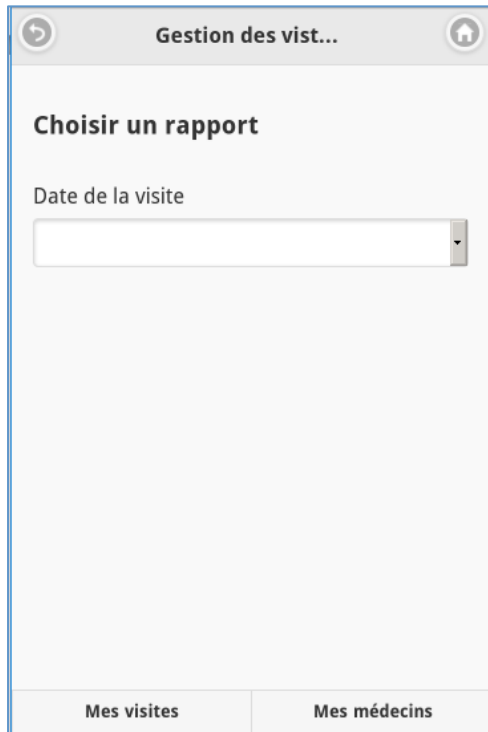 Gestion des vist...
Choisir un rapport
Date de la visite
Mes visites
Mes médecins